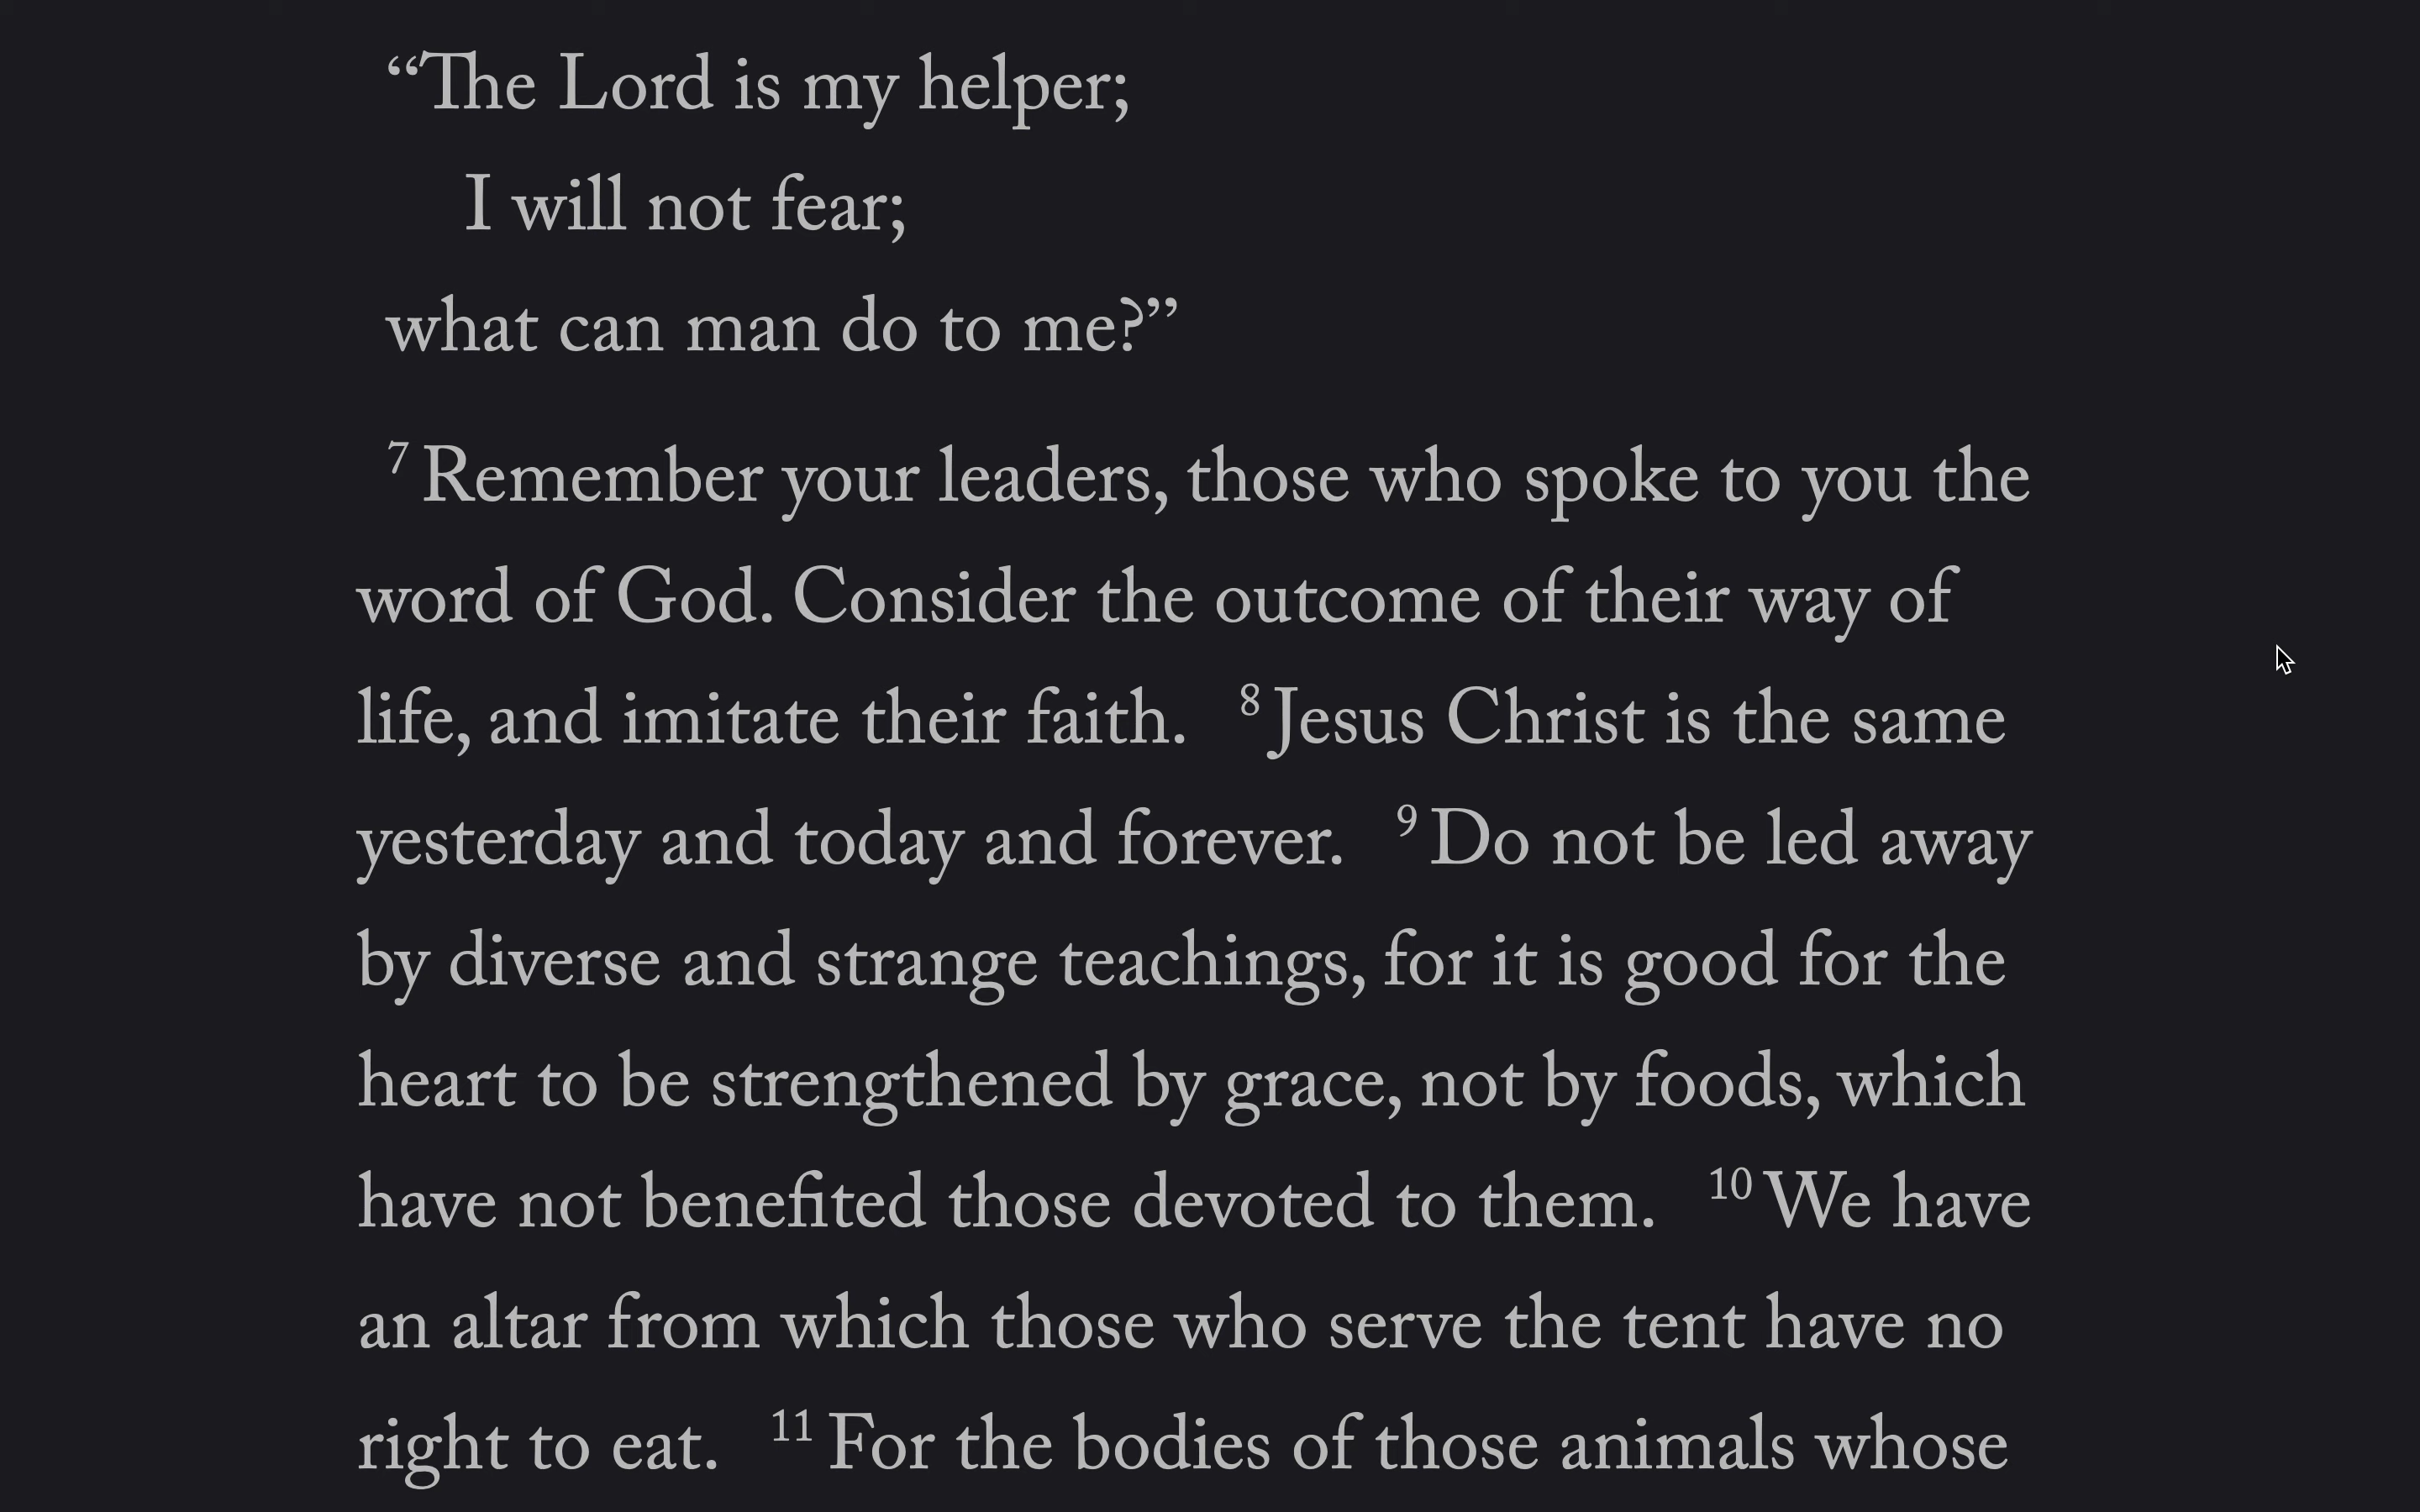 ““The Lord is my helper;
I will not fear;
what can man do to me?””
7 Remember your leaders, those who spoke to you the
word of God. Consider the outcome of their way of
life, and imitate their faith. 8 Jesus Christ is the same
yesterday and today and forever. 9 Do not be led away
by diverse and strange teachings, for it is good for the
heart to be strengthened by grace, not by foods, which
have not benefited those devoted to them. 10 We have
an altar from which those who serve the tent have no
right to eat. 11 For the bodies of those animals whose